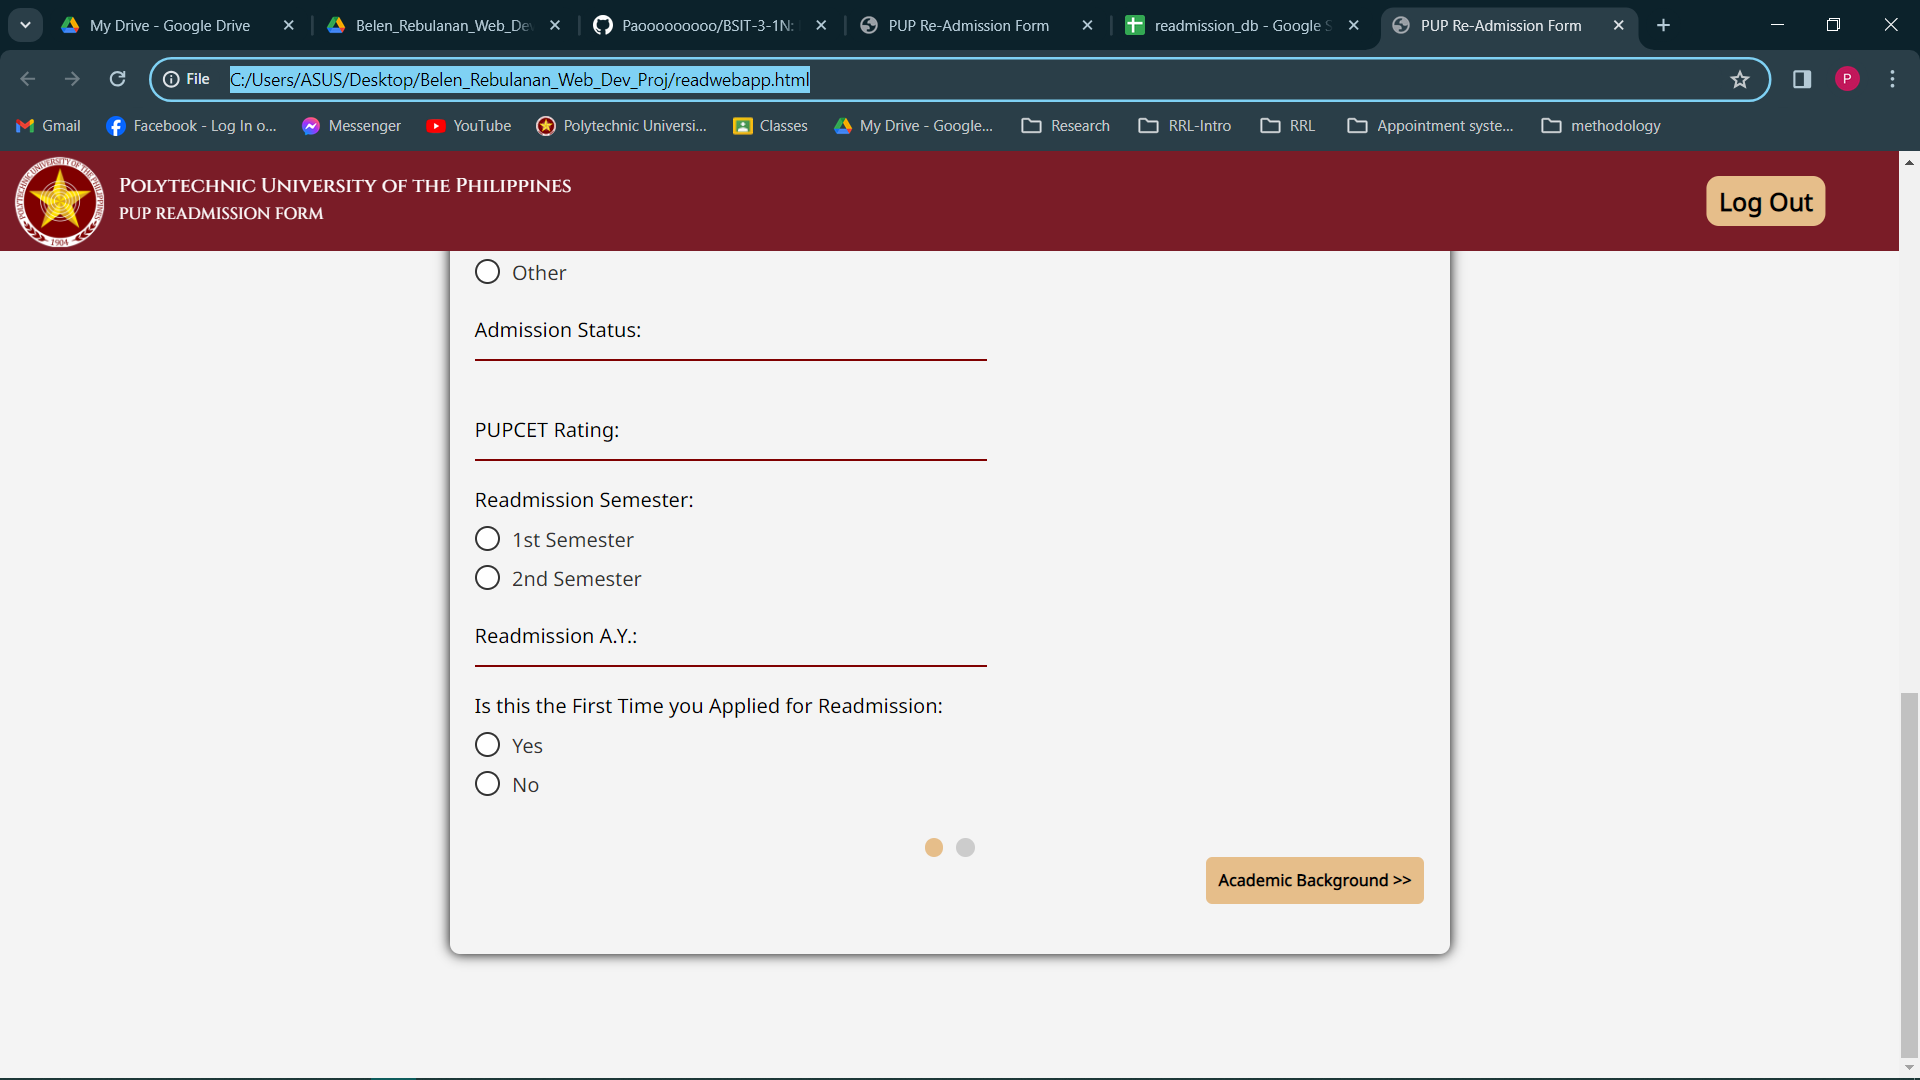 My Drive - Google Drive
Belen_Rebulanan_Web_De
Paooooooooo/BSIT-3-1N:
PUP Re-Admission Form
readmission_db - Google S
PUP Re-Admission Form
File C:/Users/ASUS/Desktop/Belen_Rebulanan_Web_Dev_Proj/readwebapp.html
P
Gmail
Facebook - Log In o...
Messenger
YouTube
Polytechnic Universi...
Classes
My Drive - Google...
Research
RRL-Intro
RRL
Appointment syste...
methodology
POLYTECHNIC UNIVERSITY OF THE PHILIPPINES
PUP READMISSION FORM
1904
Log Out
Other
Admission Status:
PUPCET Rating:
Readmission Semester:
1st Semester
2nd Semester
Readmission A.Y.:
Is this the First Time you Applied for Readmission:
Yes
No
Academic Background >>